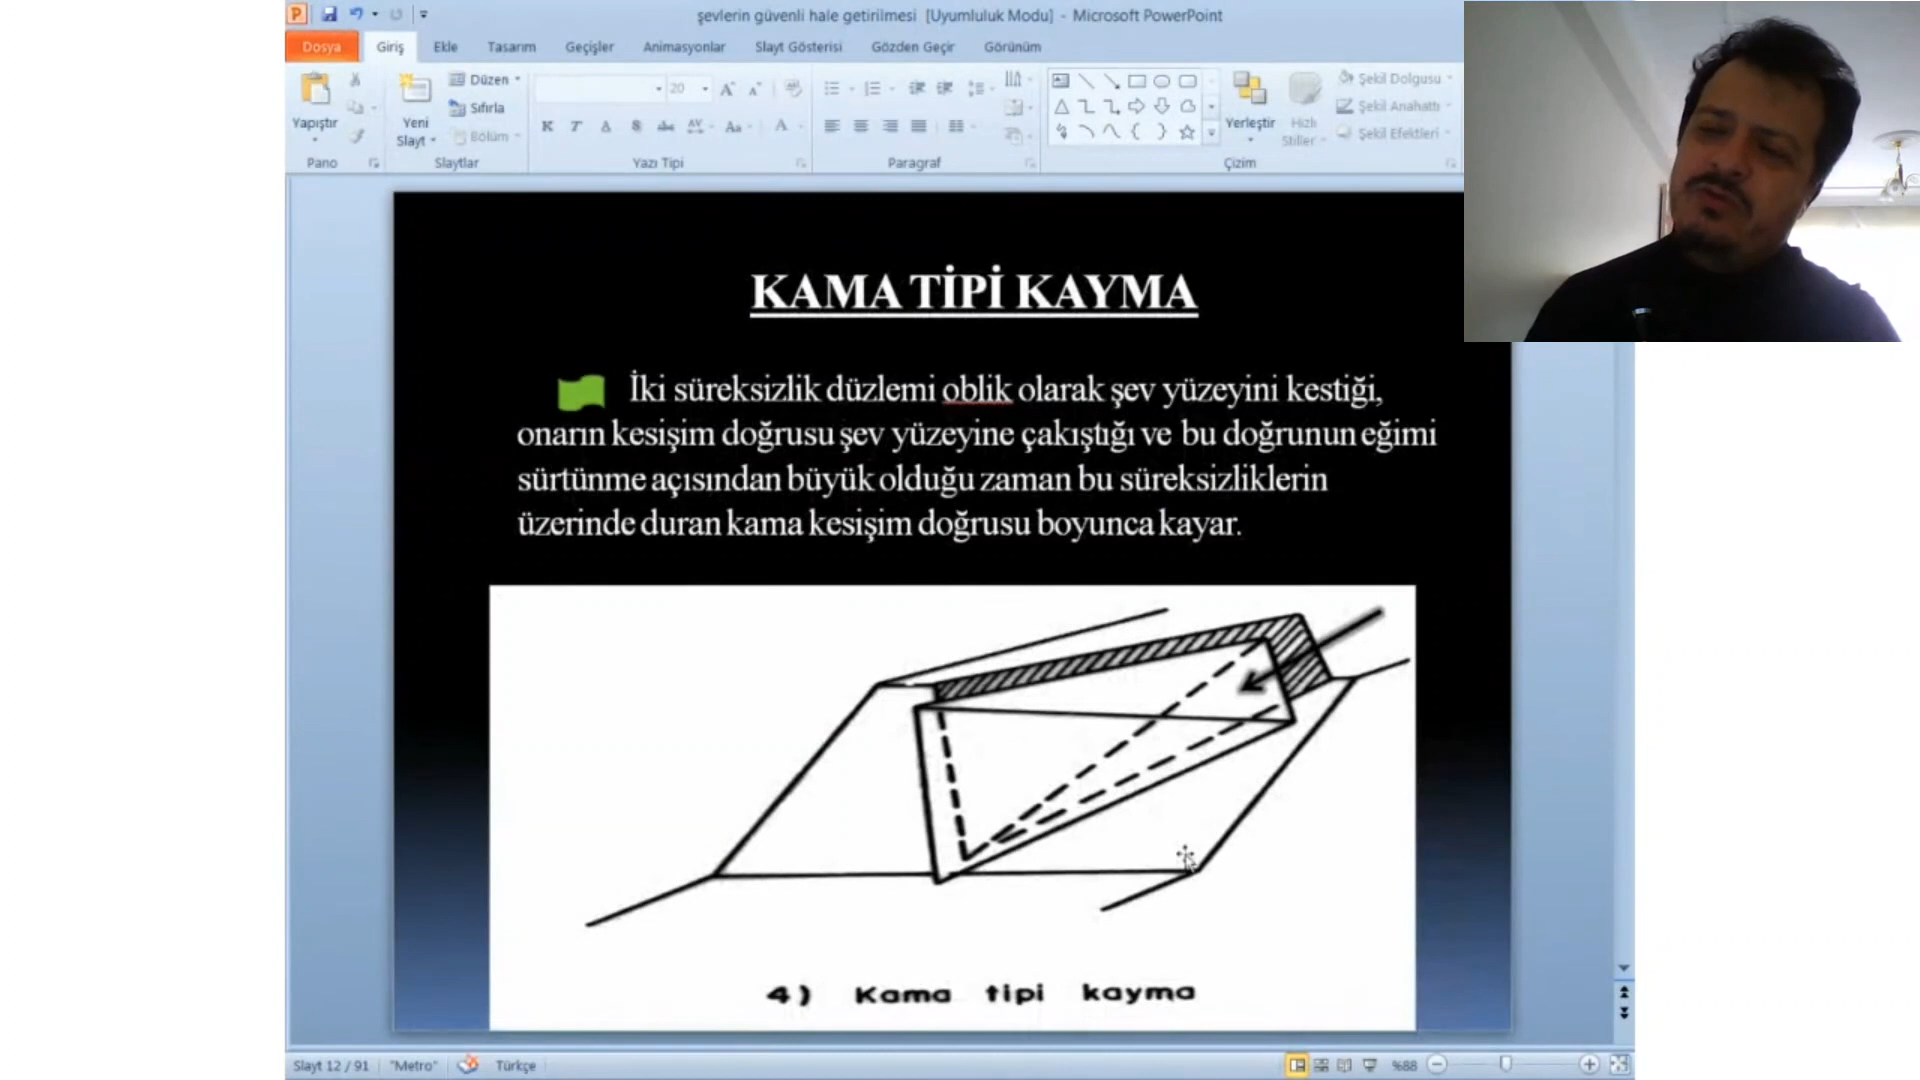 şevlerin güvenli hale getirilmesi [Uyumluluk Modu] - Microsoft PowerPoint
Dosya Giriş Ekle Tasarım Geçişler Animasyonlar Slayt Gösterisi Gözden Geçir Görünüm
Yapıştır
Pano
Yeni Slayt
Düzen
Sıfırla
Bölüm
Slaytlar
20
K T A S abc AV Aa A
Yazı Tipi
Paragraf
Yerleştir
Hızlı Stiller
Şekil Dolgusu
Şekil Anahattı
Şekil Efektleri
Çizim
KAMA TİPİ KAYMA
İki süreksizlik düzlemi oblik olarak şev yüzeyini kestiği,
onarın kesişim doğrusu şev yüzeyine çakıştığı ve bu doğrunun eğimi
sürtünme açısından büyük olduğu zaman bu süreksizliklerin
üzerinde duran kama kesişim doğrusu boyunca kayar.
4) Kama tipi kayma
Slayt 12 / 91 "Metro" Türkçe %88